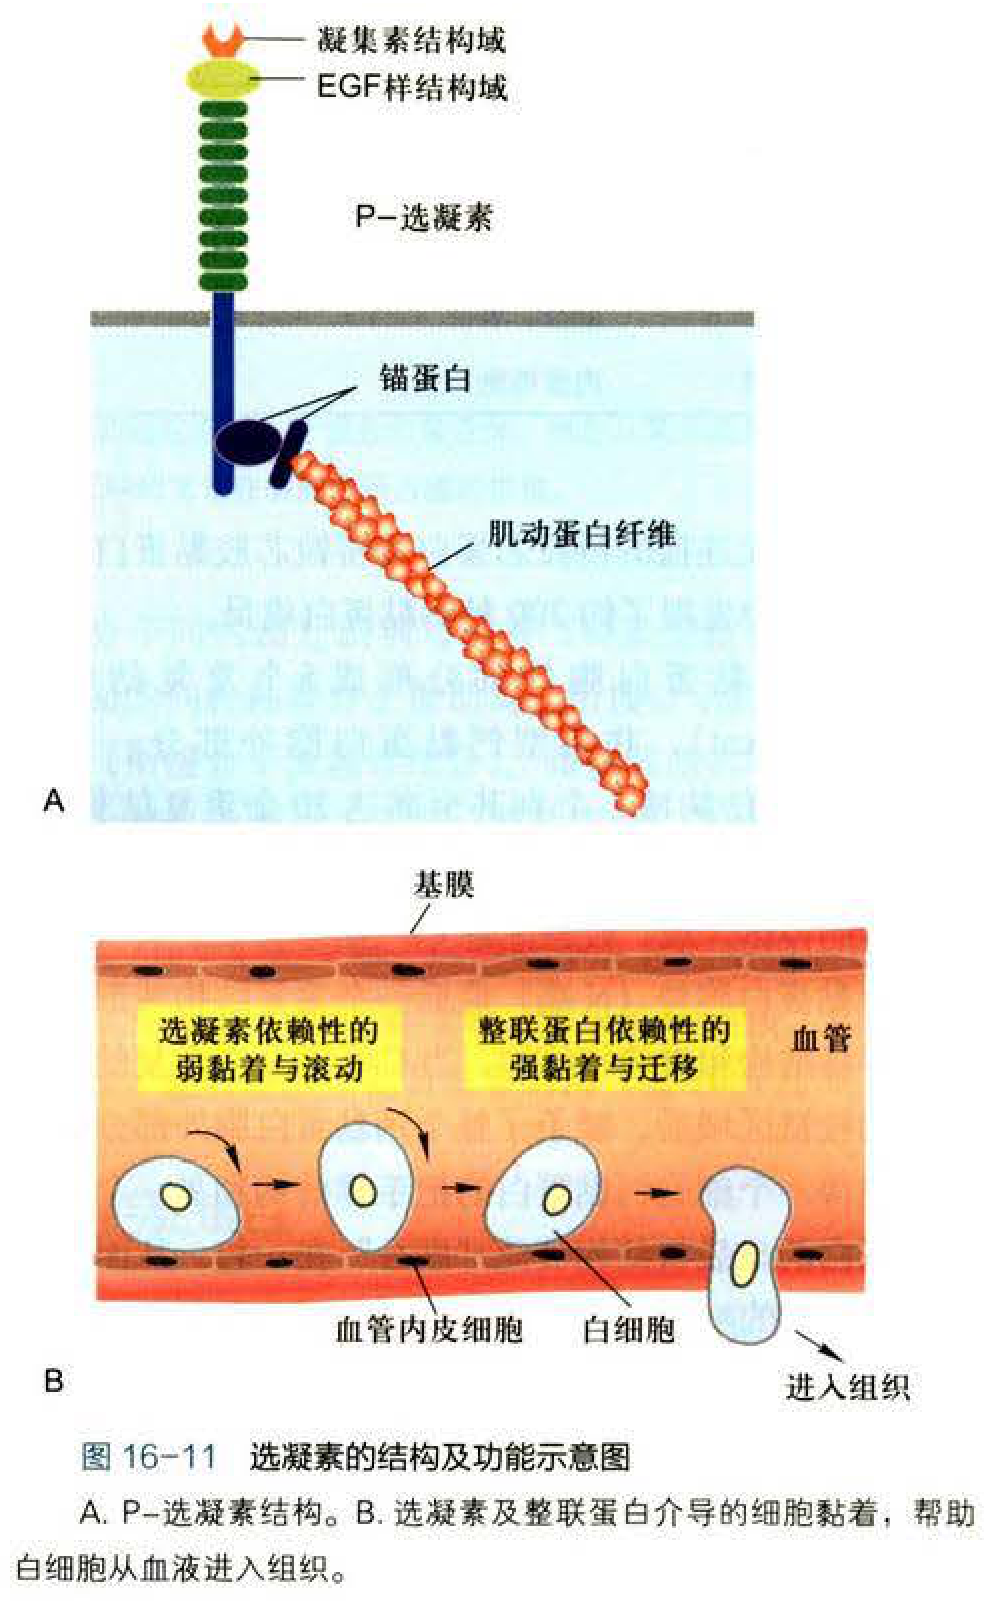 凝集素结构域
EGF样结构域
P-选凝素
锚蛋白
肌动蛋白纤维
A
基膜
选凝素依赖性的
弱黏着与滚动
整联蛋白依赖性的
强黏着与迁移
血管
血管内皮细胞
白细胞
进入组织
B
图 16-11 选凝素的结构及功能示意图
A. P-选凝素结构。B. 选凝素及整联蛋白介导的细胞黏着，帮助
白细胞从血液进入组织。